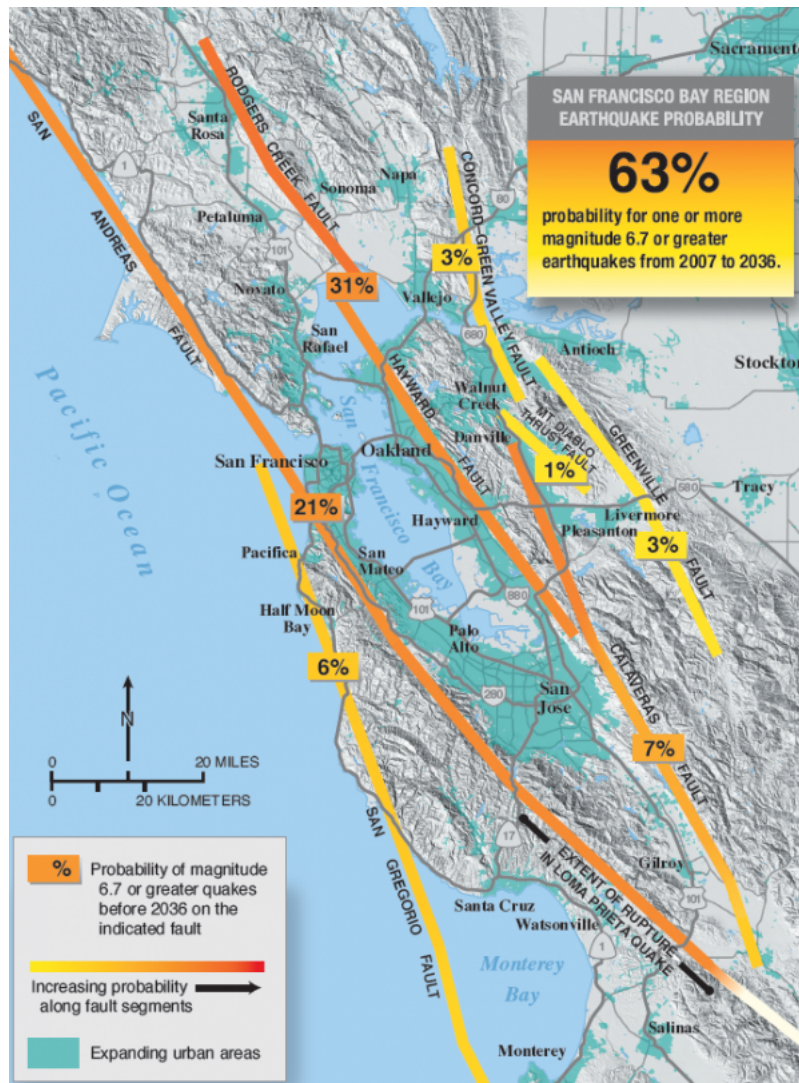 Sacramento
SAN FRANCISCO BAY REGION
EARTHQUAKE PROBABILITY
63%
probability for one or more
magnitude 6.7 or greater
earthquakes from 2007 to 2036.
SAN
ANDREAS
FAULT
RODGERS CREEK FAULT
Santa
Rosa
1
Sonoma
Napa
Petaluma
101
80
CONCORD–GREEN VALLEY FAULT
3%
31%
Novato
Vallejo
San
Rafael
680
HAYWARD
FAULT
Antioch
Stockto
Walnut
Creek
MT. DIABLO
THRUST FAULT
Danville
1%
GREENVILLE
FAULT
Pacific Ocean
San Francisco
Bay
Oakland
San Francisco
21%
580
Tracy
Livermore
Pleasanton
Hayward
3%
Pacifica
San
Mateo
101
880
Half Moon
Bay
Palo
Alto
6%
280
San
Jose
CALAVERAS
FAULT
7%
N
0
20 MILES
0
20 KILOMETERS
SAN
GREGORIO
FAULT
17
EXTENT OF RUPTURE
IN LOMA PRIETA QUAKE
Gilroy
101
Santa Cruz
Watsonville
1
Monterey
Bay
Salinas
Monterey
%
Probability of magnitude
6.7 or greater quakes
before 2036 on the
indicated fault
Increasing probability
along fault segments
Expanding urban areas